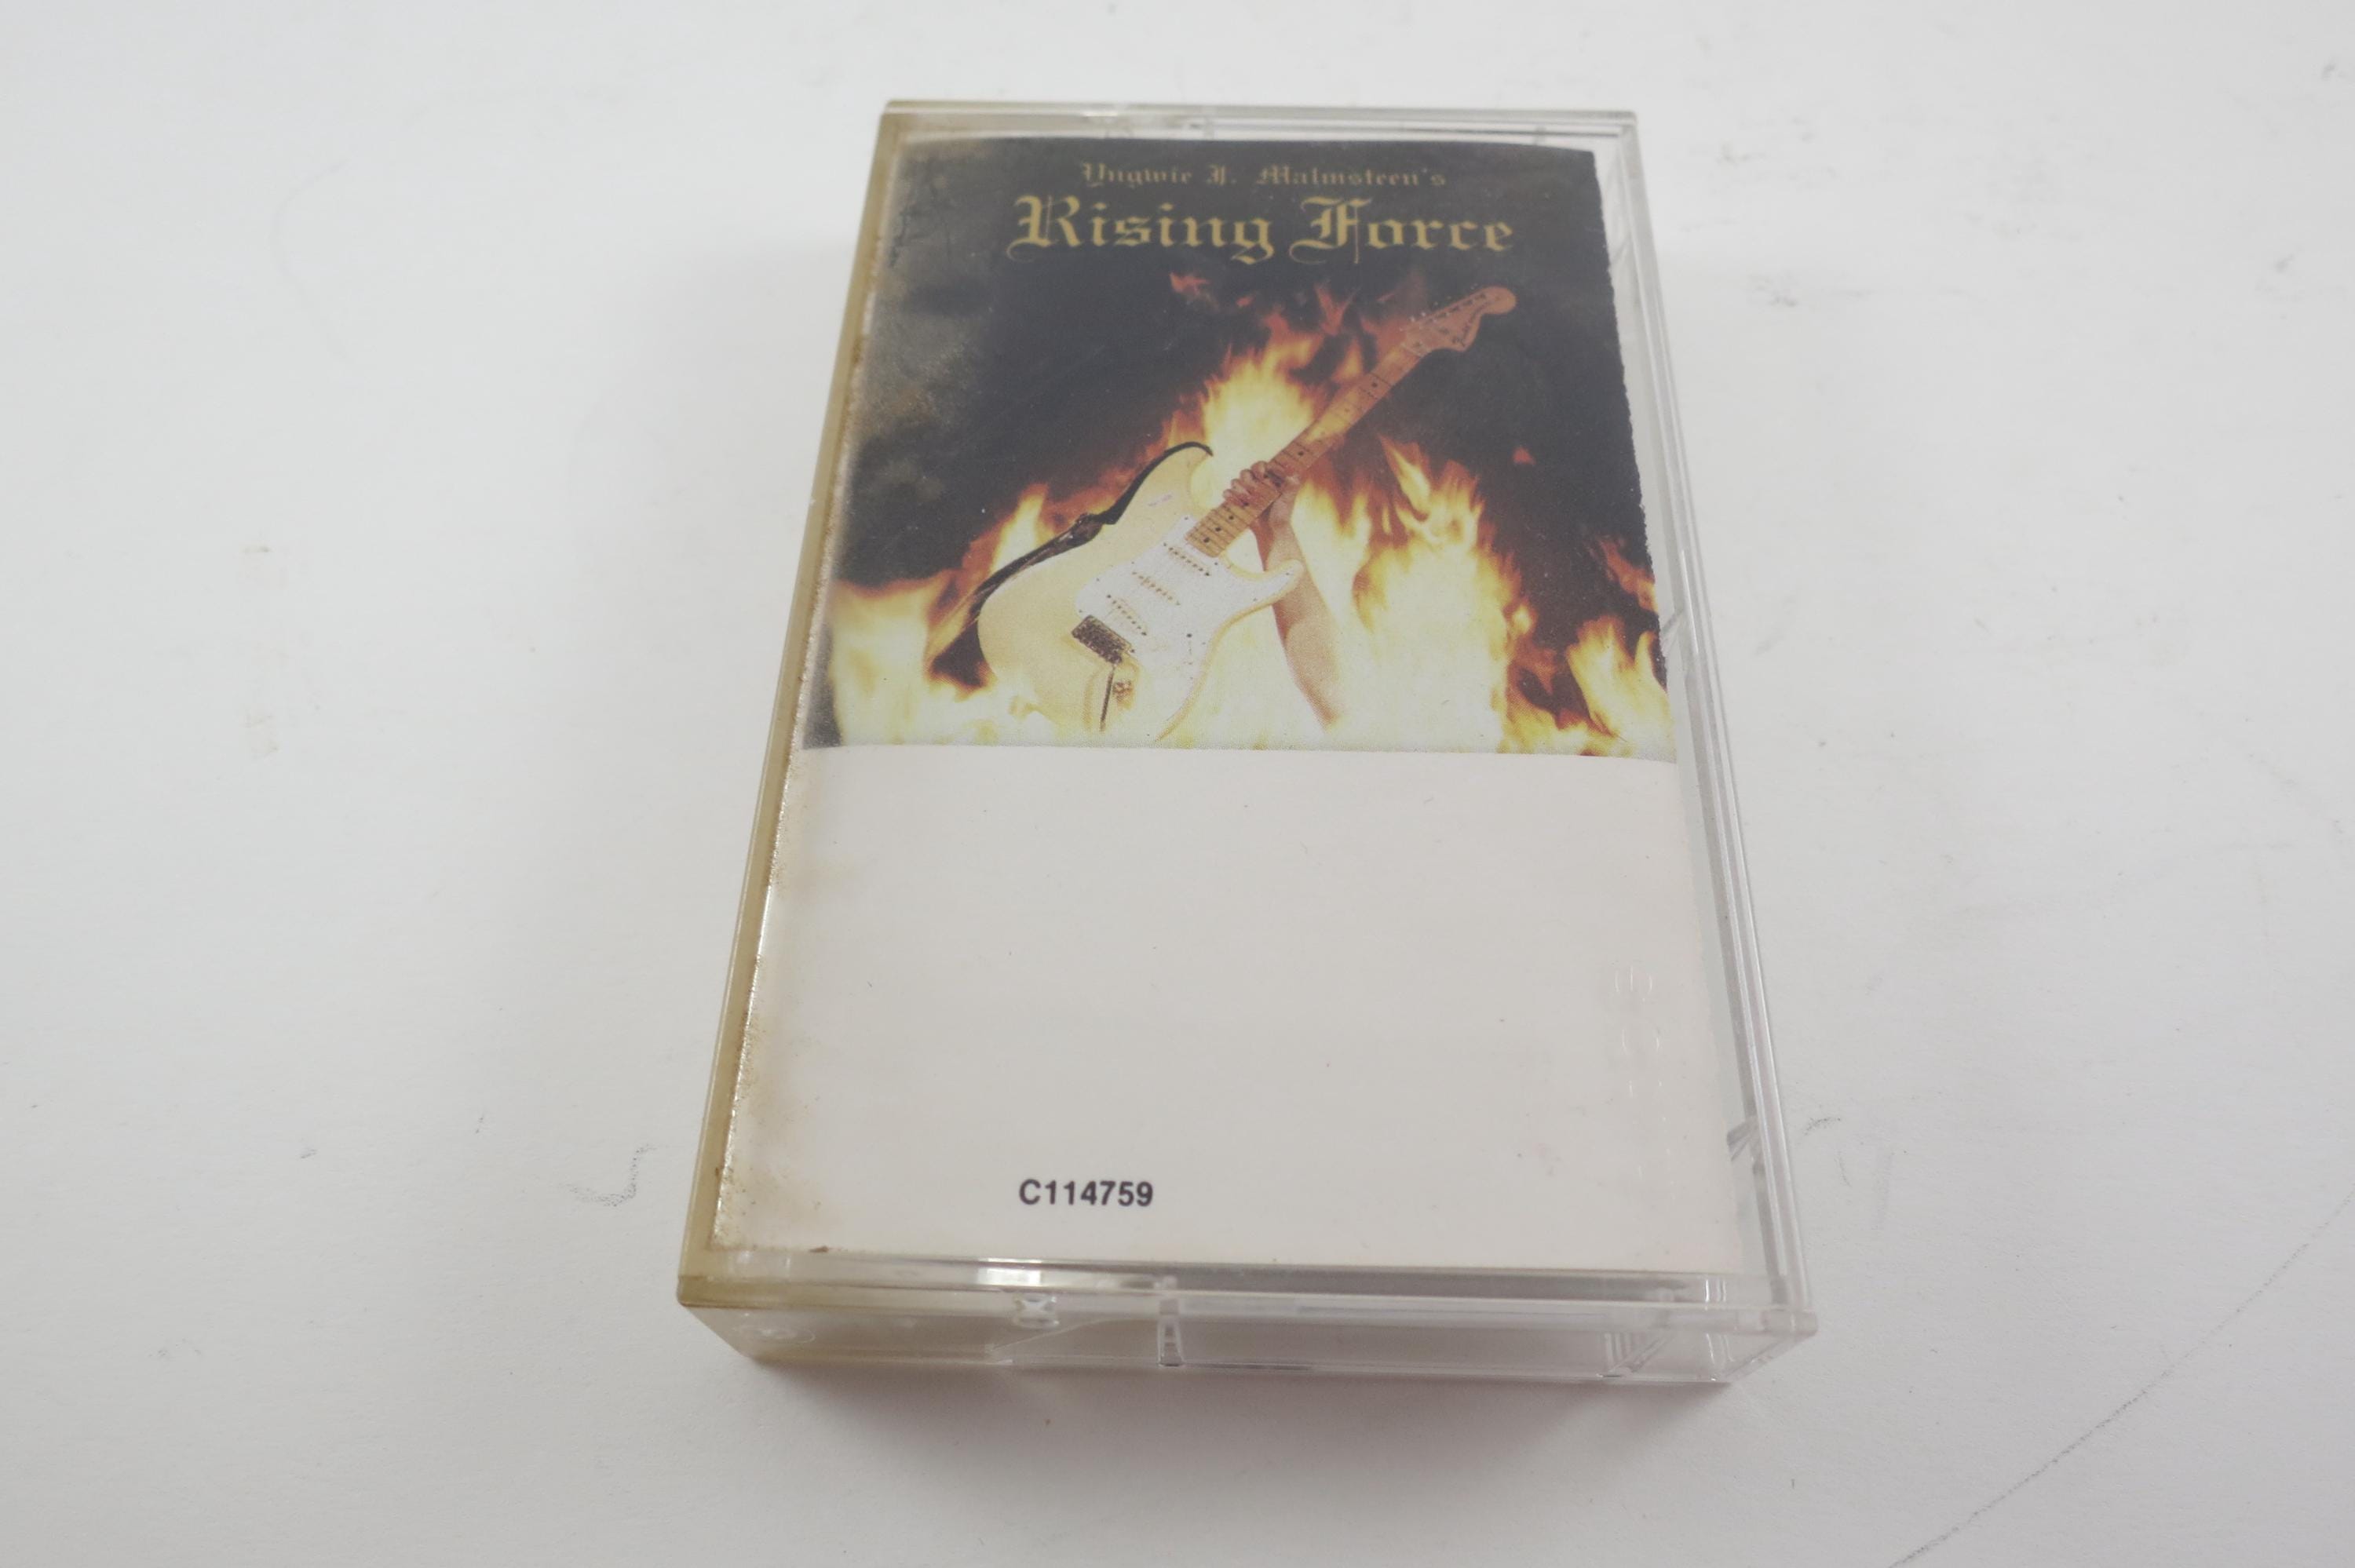 Yngwie J. Malmsteen's
Rising Force
C114759